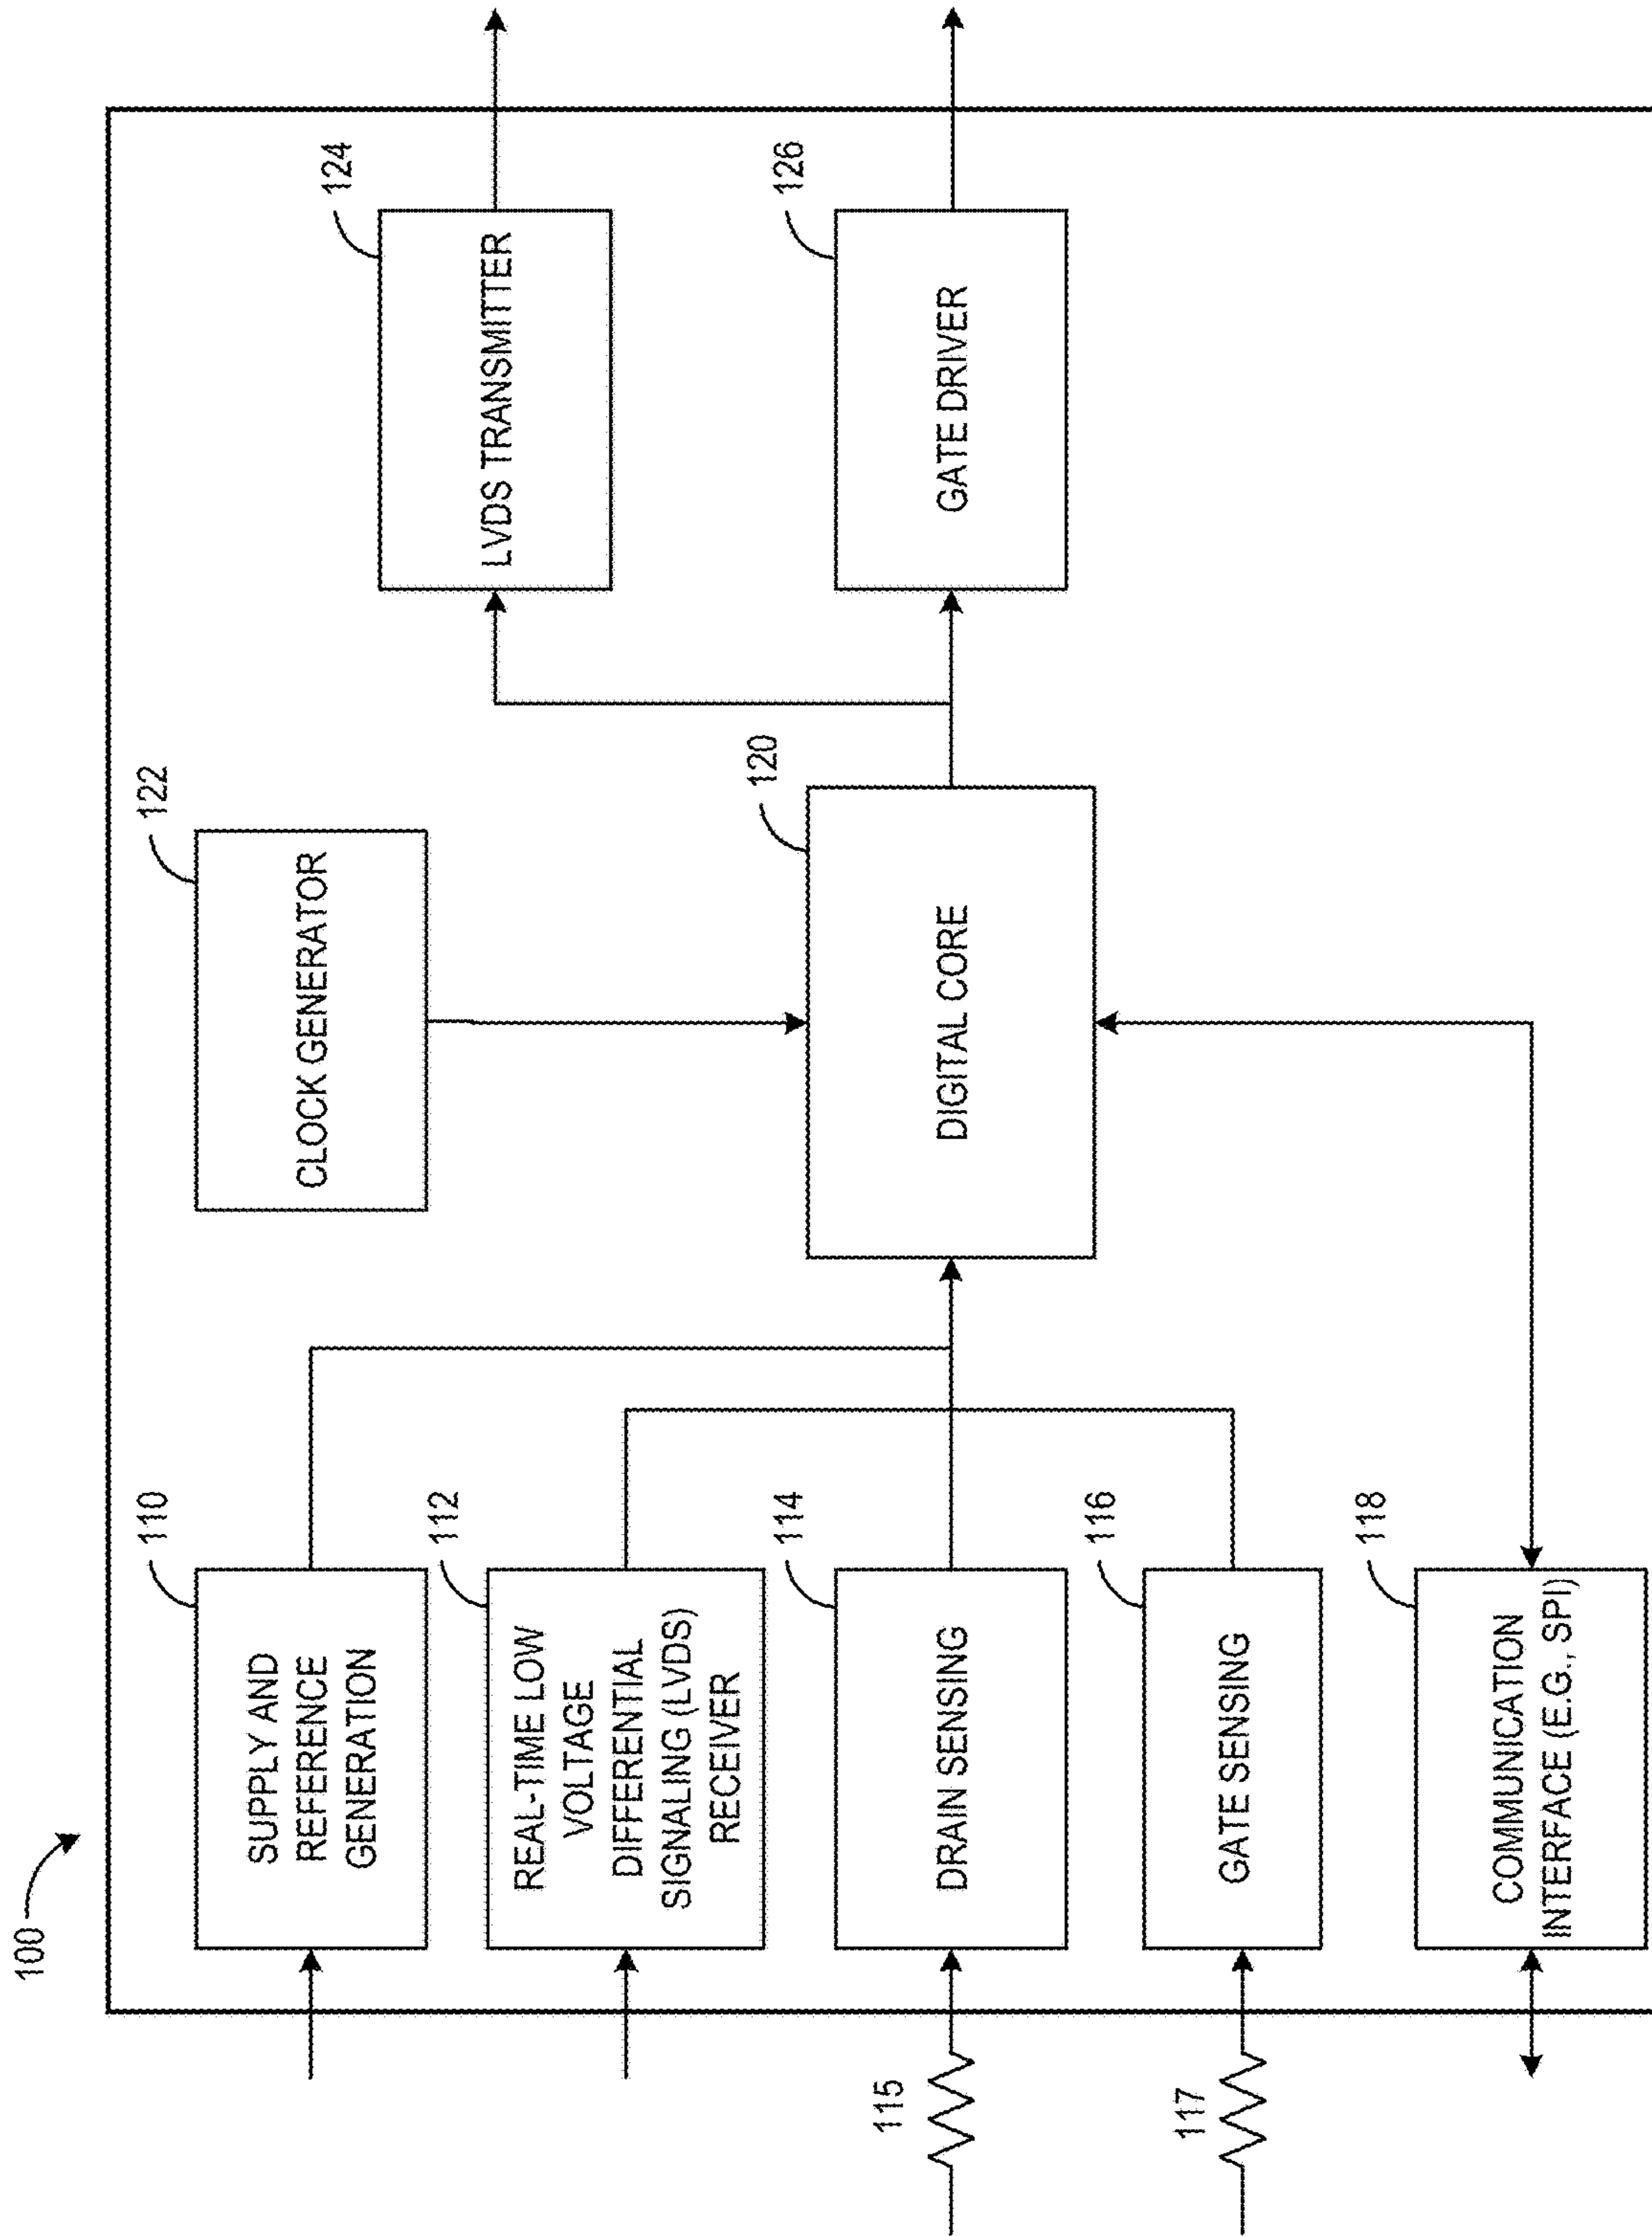 100
110
SUPPLY AND
REFERENCE
GENERATION
112
REAL-TIME LOW
VOLTAGE
DIFFERENTIAL
SIGNALING (LVDS)
RECEIVER
115
114
DRAIN SENSING
117
116
GATE SENSING
118
COMMUNICATION
INTERFACE (E.G., SPI)
122
CLOCK GENERATOR
120
DIGITAL CORE
124
LVDS TRANSMITTER
126
GATE DRIVER